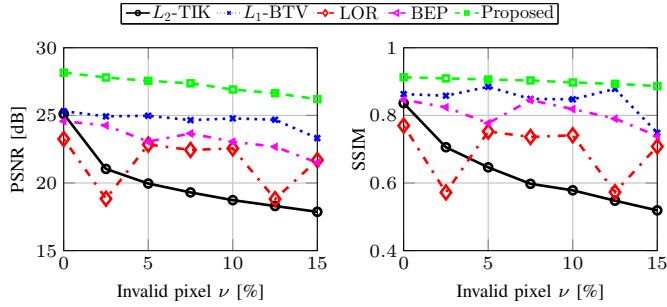 L₂-TIK L₁-BTV LOR BEP Proposed
30
25
20
15
0 5 10 15
PSNR [dB]
Invalid pixel ν [%]
1
0.8
0.6
0.4
0 5 10 15
SSIM
Invalid pixel ν [%]